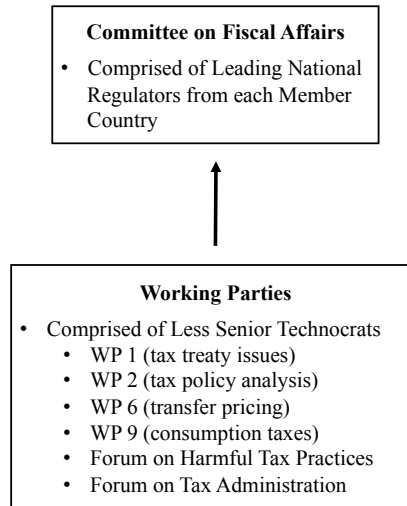 Committee on Fiscal Affairs
• Comprised of Leading National
Regulators from each Member
Country
Working Parties
• Comprised of Less Senior Technocrats
• WP 1 (tax treaty issues)
• WP 2 (tax policy analysis)
• WP 6 (transfer pricing)
• WP 9 (consumption taxes)
• Forum on Harmful Tax Practices
• Forum on Tax Administration